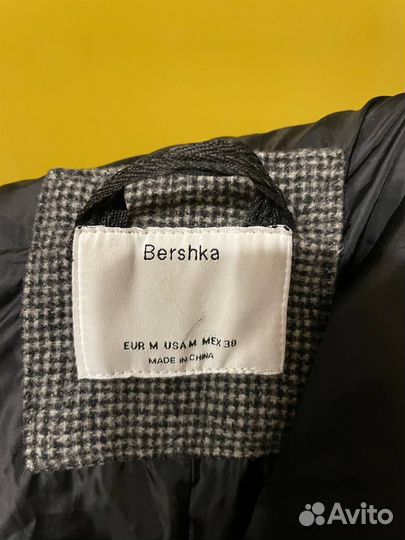 Bershka
EUR M USA M MEX 30
MADE IN CHINA
Avito